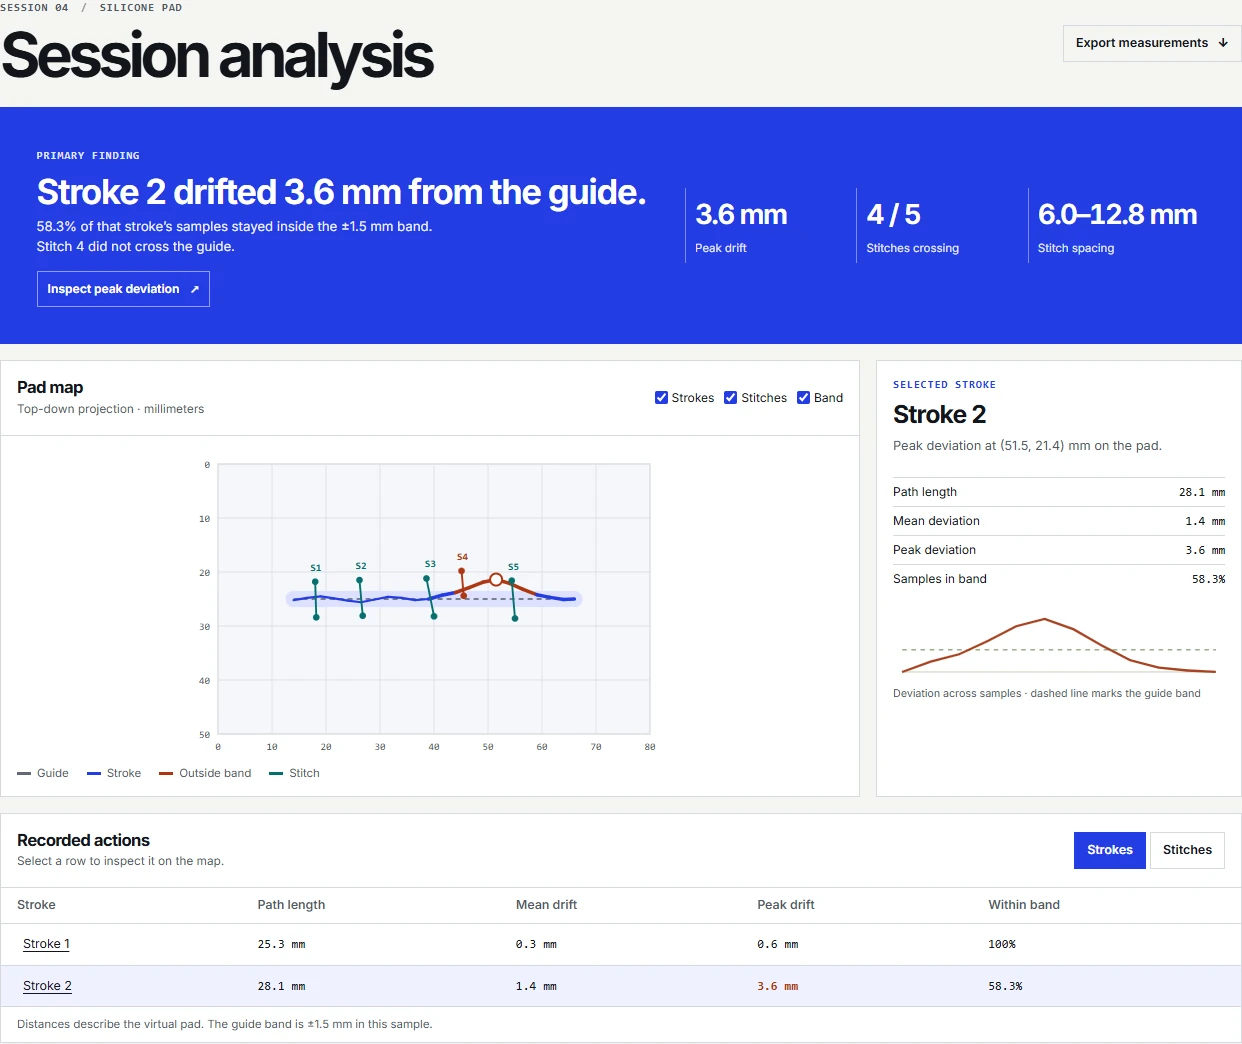 SESSION 04 / SILICONE PAD
Session analysis
Export measurements ↓
PRIMARY FINDING
Stroke 2 drifted 3.6 mm from the guide.
58.3% of that stroke’s samples stayed inside the ±1.5 mm band.
Stitch 4 did not cross the guide.
Inspect peak deviation ↗
3.6 mm
Peak drift
4 / 5
Stitches crossing
6.0–12.8 mm
Stitch spacing
Pad map
Top-down projection · millimeters
Strokes Stitches Band
0
10
20
30
40
50
S1 S2 S3 S4 S5
0 10 20 30 40 50 60 70 80
Guide Stroke Outside band Stitch
SELECTED STROKE
Stroke 2
Peak deviation at (51.5, 21.4) mm on the pad.
Path length 28.1 mm
Mean deviation 1.4 mm
Peak deviation 3.6 mm
Samples in band 58.3%
Deviation across samples · dashed line marks the guide band
Recorded actions
Select a row to inspect it on the map.
Strokes Stitches
Stroke Path length Mean drift Peak drift Within band
Stroke 1 25.3 mm 0.3 mm 0.6 mm 100%
Stroke 2 28.1 mm 1.4 mm 3.6 mm 58.3%
Distances describe the virtual pad. The guide band is ±1.5 mm in this sample.